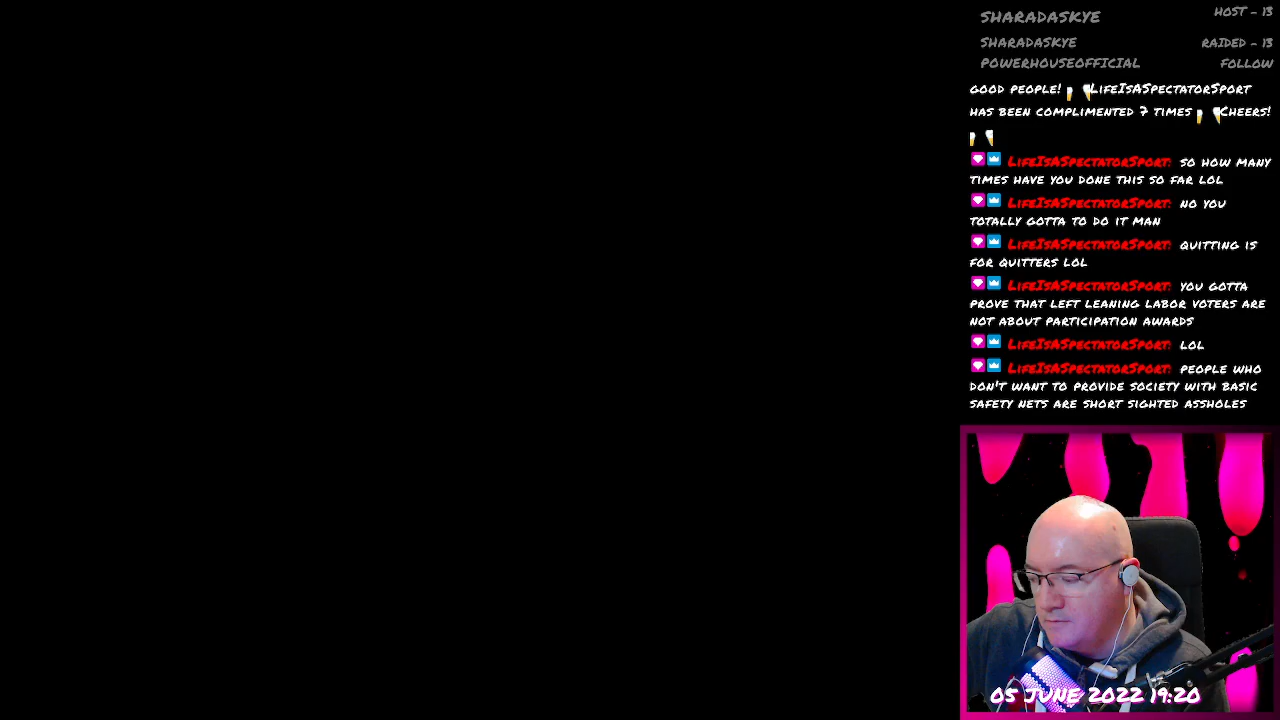 SHARADASKYE HOST - 13
SHARADASKYE RAIDED - 13
POWERHOUSEOFFICIAL FOLLOW
GOOD PEOPLE! LIFEISASPECTATORSPORT
HAS BEEN COMPLIMENTED 7 TIMES CHEERS!
LIFEISASPECTATORSPORT: SO HOW MANY
TIMES HAVE YOU DONE THIS SO FAR LOL
LIFEISASPECTATORSPORT: NO YOU
TOTALLY GOTTA TO DO IT MAN
LIFEISASPECTATORSPORT: QUITTING IS
FOR QUITTERS LOL
LIFEISASPECTATORSPORT: YOU GOTTA
PROVE THAT LEFT LEANING LABOR VOTERS ARE
NOT ABOUT PARTICIPATION AWARDS
LIFEISASPECTATORSPORT: LOL
LIFEISASPECTATORSPORT: PEOPLE WHO
DON'T WANT TO PROVIDE SOCIETY WITH BASIC
SAFETY NETS ARE SHORT SIGHTED ASSHOLES
05 JUNE 2022 19:20